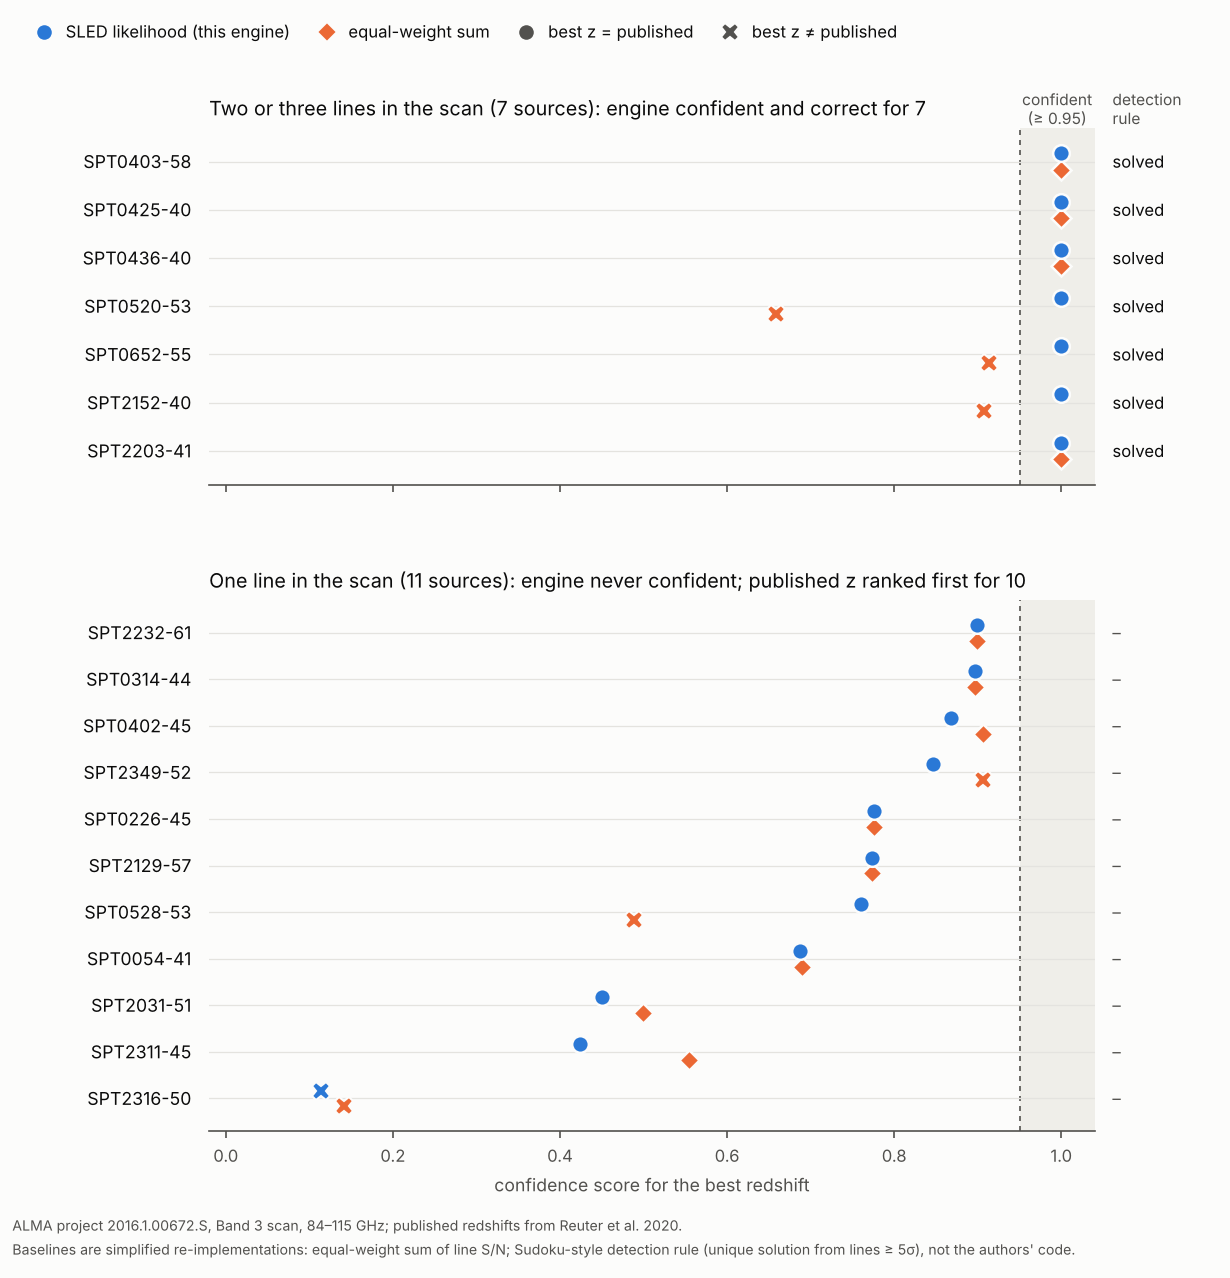 SLED likelihood (this engine) equal-weight sum best z = published best z ≠ published
Two or three lines in the scan (7 sources): engine confident and correct for 7
confident
(≥ 0.95)
detection
rule
SPT0403-58 solved
SPT0425-40 solved
SPT0436-40 solved
SPT0520-53 solved
SPT0652-55 solved
SPT2152-40 solved
SPT2203-41 solved
One line in the scan (11 sources): engine never confident; published z ranked first for 10
SPT2232-61 –
SPT0314-44 –
SPT0402-45 –
SPT2349-52 –
SPT0226-45 –
SPT2129-57 –
SPT0528-53 –
SPT0054-41 –
SPT2031-51 –
SPT2311-45 –
SPT2316-50 –
0.0 0.2 0.4 0.6 0.8 1.0
confidence score for the best redshift
ALMA project 2016.1.00672.S, Band 3 scan, 84–115 GHz; published redshifts from Reuter et al. 2020.
Baselines are simplified re-implementations: equal-weight sum of line S/N; Sudoku-style detection rule (unique solution from lines ≥ 5σ), not the authors' code.